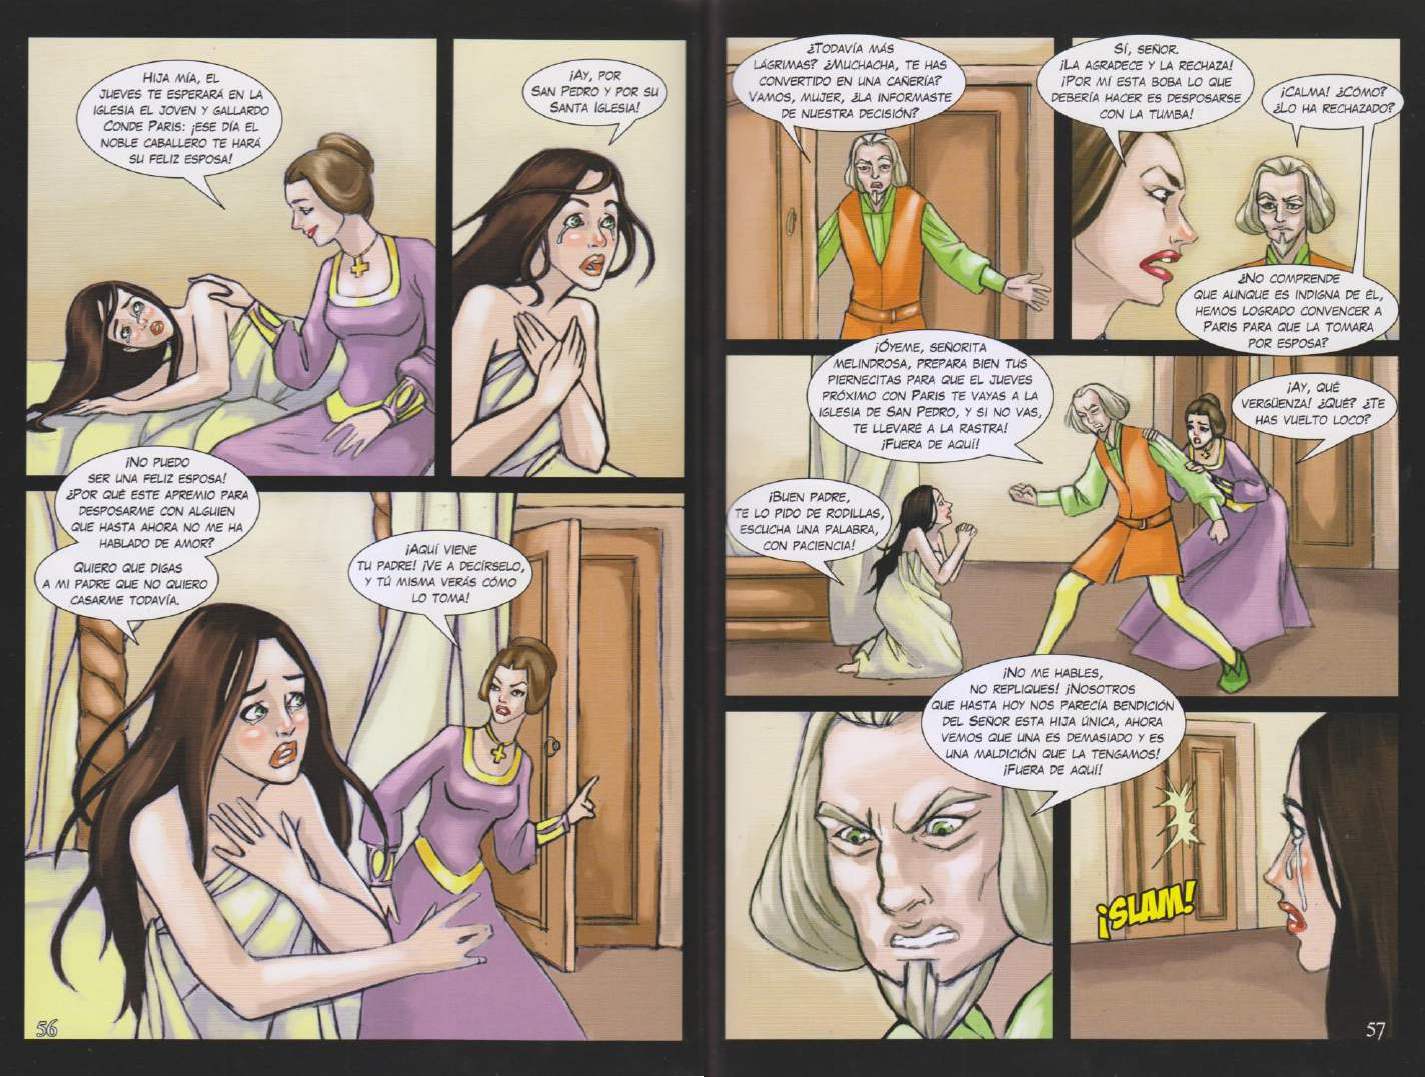 HIJA MÍA, EL
JUEVES TE ESPERARÁ EN LA
IGLESIA EL JOVEN Y GALLARDO
CONDE PARIS: ¡ESE DÍA EL
NOBLE CABALLERO TE HARÁ
SU FELIZ ESPOSA!
¡AY, POR
SAN PEDRO Y POR SU
SANTA IGLESIA!
¡NO PUEDO
SER UNA FELIZ ESPOSA!
¿POR QUÉ ESTE APREMIO PARA
DESPOSARME CON ALGUIEN
QUE HASTA AHORA NO ME HA
HABLADO DE AMOR?
QUIERO QUE DIGAS
A MI PADRE QUE NO QUIERO
CASARME TODAVÍA.
¡AQUÍ VIENE
TU PADRE! ¡VE A DECÍRSELO,
Y TÚ MISMA VERÁS CÓMO
LO TOMA!
56
¿TODAVÍA MÁS
LÁGRIMAS? ¿MUCHACHA, TE HAS
CONVERTIDO EN UNA CAÑERÍA?
VAMOS, MUJER, ¿LA INFORMASTE
DE NUESTRA DECISIÓN?
SÍ, SEÑOR.
¡LA AGRADECE Y LA RECHAZA!
¡POR MÍ ESTA BOBA LO QUE
DEBERÍA HACER ES DESPOSARSE
CON LA TUMBA!
¡CALMA! ¿CÓMO?
¿LO HA RECHAZADO?
¿NO COMPRENDE
QUE AUNQUE ES INDIGNA DE ÉL,
HEMOS LOGRADO CONVENCER A
PARIS PARA QUE LA TOMARA
POR ESPOSA?
¡ÓYEME, SEÑORITA
MELINDROSA, PREPARA BIEN TUS
PIERNECITAS PARA QUE EL JUEVES
PRÓXIMO CON PARIS TE VAYAS A LA
IGLESIA DE SAN PEDRO, Y SI NO VAS,
TE LLEVARÉ A LA RASTRA!
¡FUERA DE AQUÍ!
¡AY, QUÉ
VERGÜENZA! ¿QUÉ? ¿TE
HAS VUELTO LOCO?
¡BUEN PADRE,
TE LO PIDO DE RODILLAS,
ESCUCHA UNA PALABRA,
CON PACIENCIA!
¡NO ME HABLES,
NO REPLIQUES! ¡NOSOTROS
QUE HASTA HOY NOS PARECÍA BENDICIÓN
DEL SEÑOR ESTA HIJA ÚNICA, AHORA
VEMOS QUE UNA ES DEMASIADO Y ES
UNA MALDICIÓN QUE LA TENGAMOS!
¡FUERA DE AQUÍ!
¡SLAM!
57